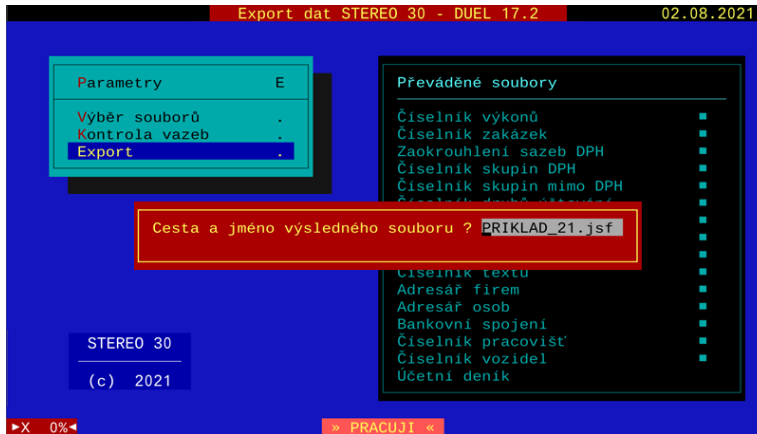 Export dat STEREO 30 - DUEL 17.2 02.08.2021
Parametry E
Výběr souborů .
Kontrola vazeb .
Export .
Převáděné soubory
Číselník výkonů
Číselník zakázek
Zaokrouhlení sazeb DPH
Číselník skupin DPH
Číselník skupin mimo DPH
Cesta a jméno výsledného souboru ? PRIKLAD_21.jsf
Číselník textů
Adresář firem
Adresář osob
Bankovní spojení
Číselník pracovišť
Číselník vozidel
Účetní deník
STEREO 30
(c) 2021
►X 0%◄ » PRACUJI «